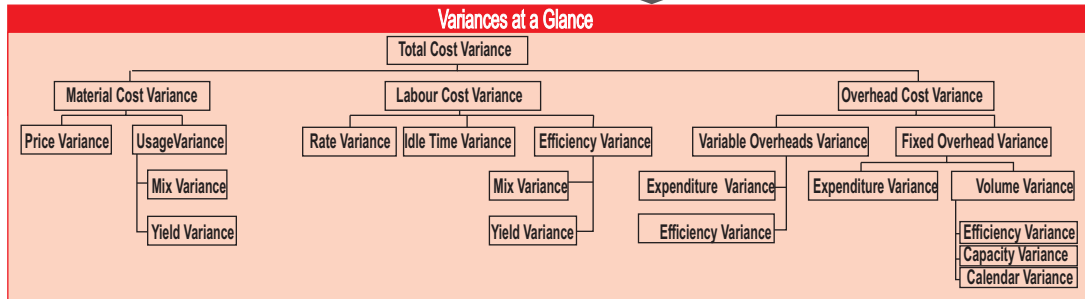 Variances at a Glance
Total Cost Variance
Material Cost Variance
Labour Cost Variance
Overhead Cost Variance
Price Variance
UsageVariance
Rate Variance
Idle Time Variance
Efficiency Variance
Variable Overheads Variance
Fixed Overhead Variance
Mix Variance
Mix Variance
Expenditure Variance
Expenditure Variance
Volume Variance
Yield Variance
Yield Variance
Efficiency Variance
Efficiency Variance
Capacity Variance
Calendar Variance